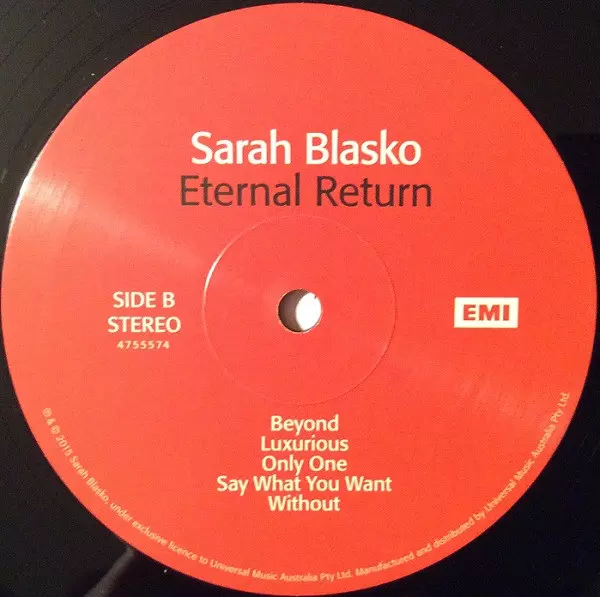 Sarah Blasko
Eternal Return
SIDE B
STEREO
4755574
EMI
Beyond
Luxurious
Only One
Say What You Want
Without
℗ & © 2015 Sarah Blasko, under exclusive licence to Universal Music Australia Pty Ltd. Manufactured and distributed by Universal Music Australia Pty Ltd.